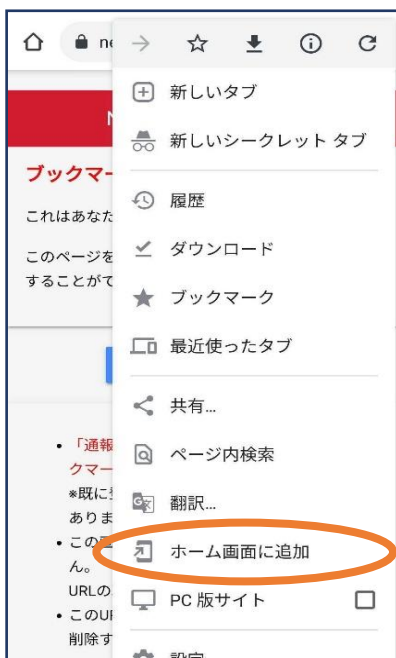 ne
新しいタブ
N
新しいシークレット タブ
ブックマー
履歴
これはあなた
このページを
ダウンロード
することがて
ブックマーク
最近使ったタブ
共有...
• 「通報
クマー
ページ内検索
※既に
ありま
翻訳...
• この
ホーム画面に追加
ん。
URLの
PC 版サイト
• このUR
削除す
設定